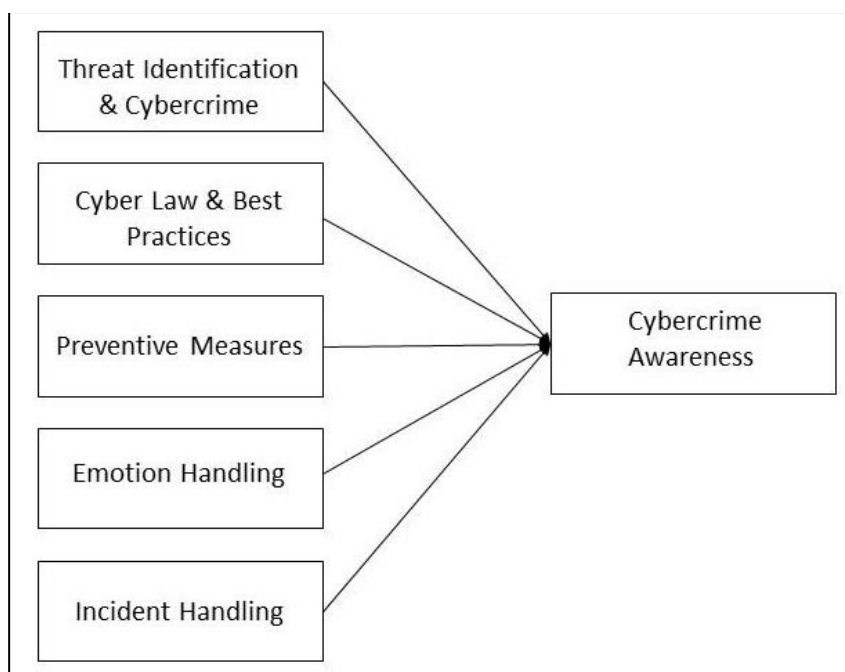 Threat Identification
& Cybercrime
Cyber Law & Best
Practices
Preventive Measures
Emotion Handling
Incident Handling
Cybercrime
Awareness